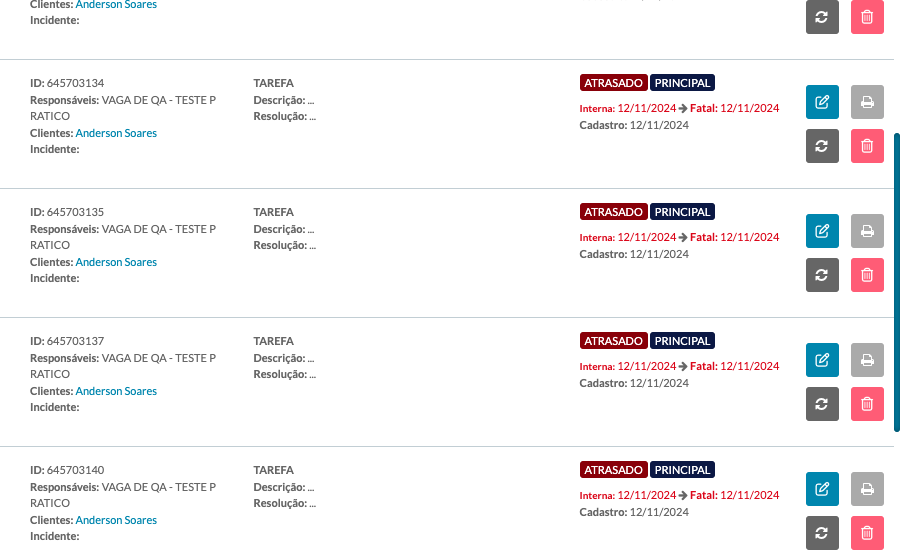 Clientes: Anderson Soares
Incidente:
ID: 645703134
Responsáveis: VAGA DE QA - TESTE P
RATICO
Clientes: Anderson Soares
Incidente:
TAREFA
Descrição: ...
Resolução: ...
ATRASADO PRINCIPAL
Interna: 12/11/2024 → Fatal: 12/11/2024
Cadastro: 12/11/2024
ID: 645703135
Responsáveis: VAGA DE QA - TESTE P
RATICO
Clientes: Anderson Soares
Incidente:
TAREFA
Descrição: ...
Resolução: ...
ATRASADO PRINCIPAL
Interna: 12/11/2024 → Fatal: 12/11/2024
Cadastro: 12/11/2024
ID: 645703137
Responsáveis: VAGA DE QA - TESTE P
RATICO
Clientes: Anderson Soares
Incidente:
TAREFA
Descrição: ...
Resolução: ...
ATRASADO PRINCIPAL
Interna: 12/11/2024 → Fatal: 12/11/2024
Cadastro: 12/11/2024
ID: 645703140
Responsáveis: VAGA DE QA - TESTE P
RATICO
Clientes: Anderson Soares
Incidente:
TAREFA
Descrição: ...
Resolução: ...
ATRASADO PRINCIPAL
Interna: 12/11/2024 → Fatal: 12/11/2024
Cadastro: 12/11/2024